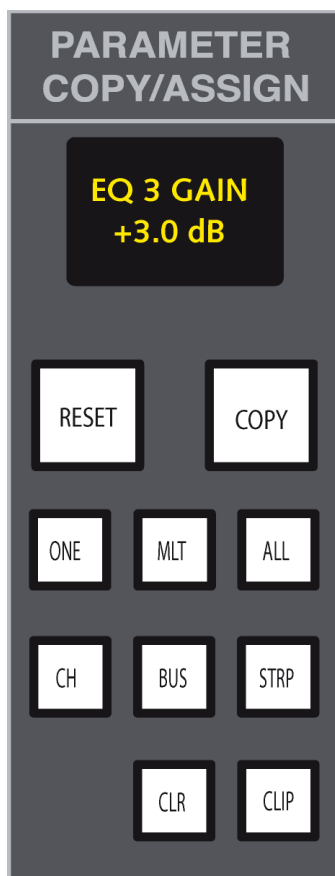 PARAMETER
COPY/ASSIGN
EQ 3 GAIN
+3.0 dB
RESET COPY
ONE MLT ALL
CH BUS STRP
CLR CLIP